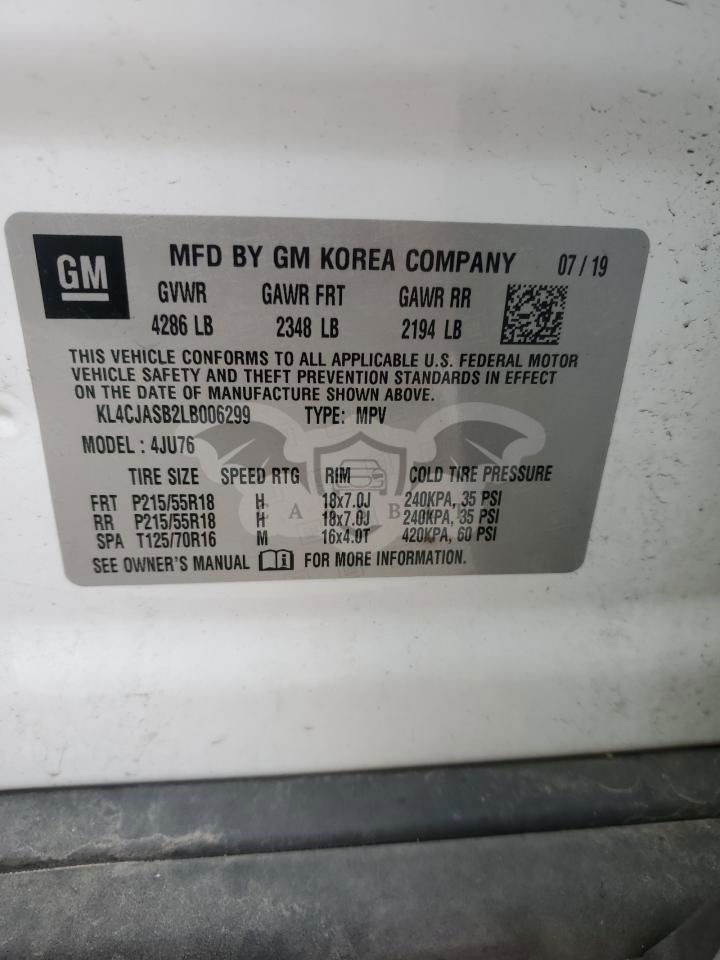 GM MFD BY GM KOREA COMPANY 07/19
GVWR GAWR FRT GAWR RR
4286 LB 2348 LB 2194 LB
THIS VEHICLE CONFORMS TO ALL APPLICABLE U.S. FEDERAL MOTOR
VEHICLE SAFETY AND THEFT PREVENTION STANDARDS IN EFFECT
ON THE DATE OF MANUFACTURE SHOWN ABOVE.
KL4CJASB2LB006299 TYPE: MPV
MODEL: 4JU76
TIRE SIZE SPEED RTG RIM COLD TIRE PRESSURE
FRT P215/55R18 H 18x7.0J 240KPA, 35 PSI
RR P215/55R18 H 18x7.0J 240KPA, 35 PSI
SPA T125/70R16 M 16x4.0T 420KPA, 60 PSI
SEE OWNER'S MANUAL FOR MORE INFORMATION.